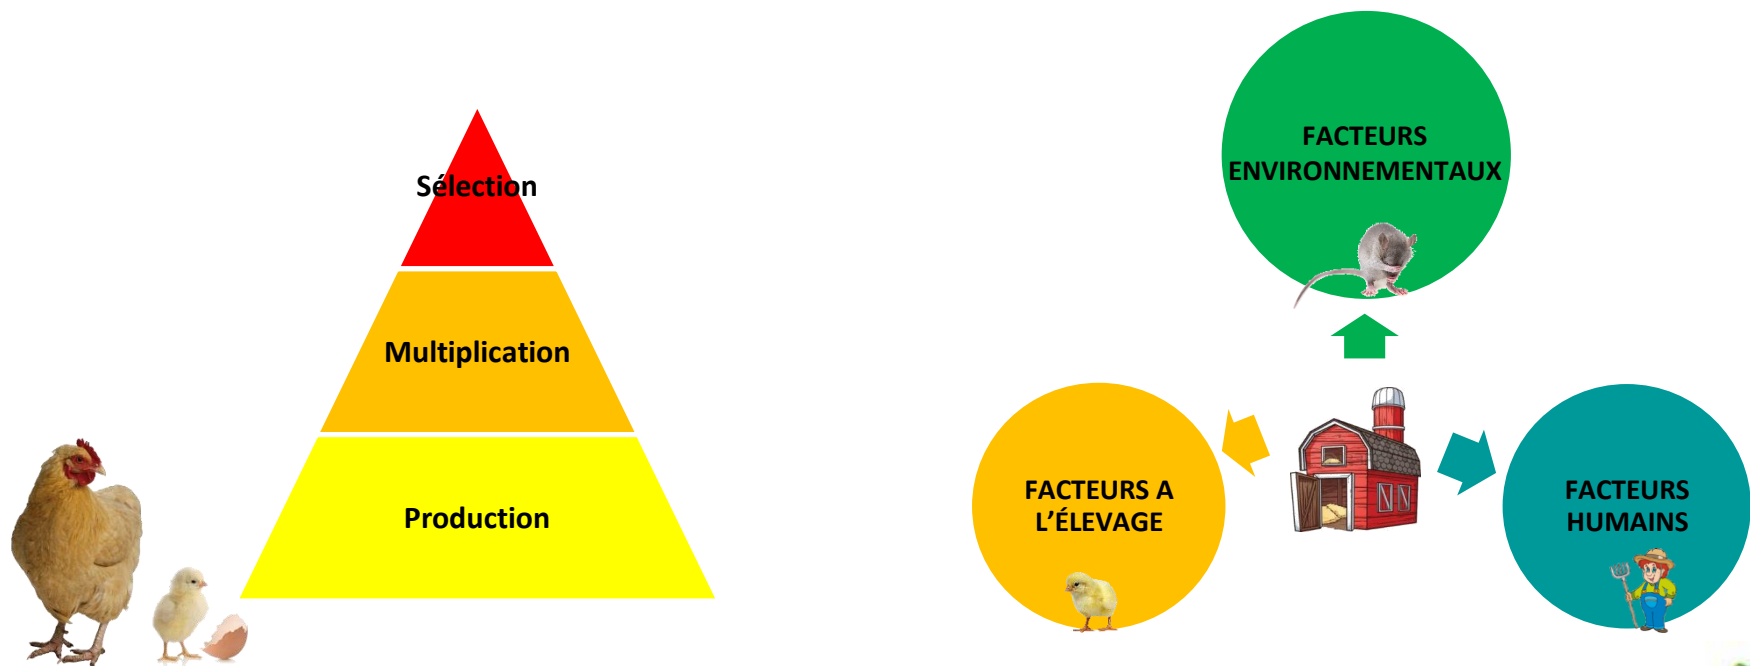 Sélection
Multiplication
Production
FACTEURS
ENVIRONNEMENTAUX
FACTEURS A
L’ÉLEVAGE
FACTEURS
HUMAINS